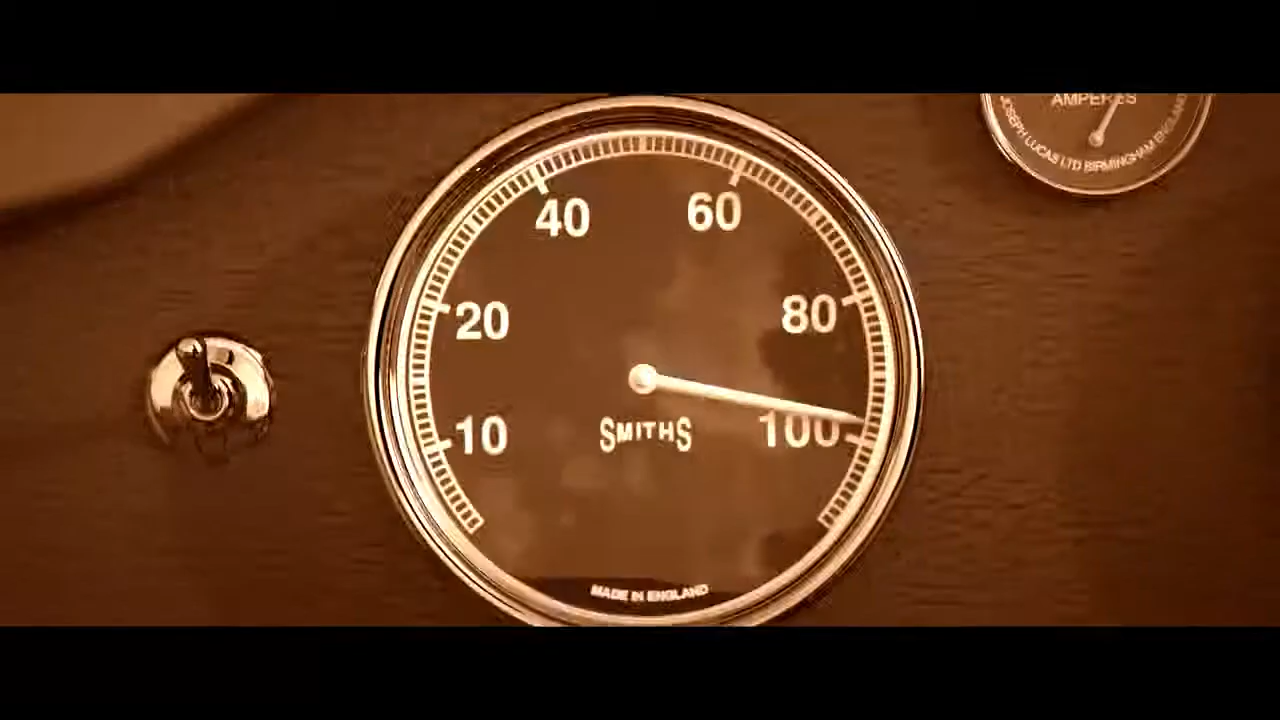 AMPERES
JOSEPH LUCAS LTD BIRMINGHAM ENGLAND
40
60
20
80
10
100
SMITHS
MADE IN ENGLAND